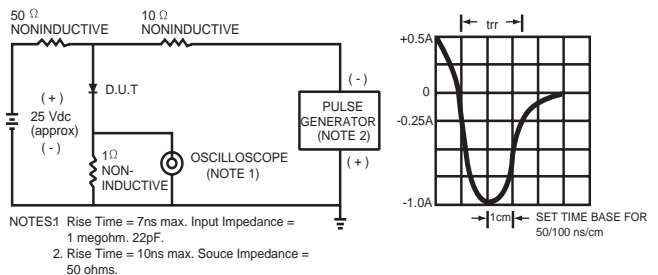 50 Ω
NONINDUCTIVE
10 Ω
NONINDUCTIVE
( + )
25 Vdc
(approx)
( - )
D.U.T
1Ω
NON-
INDUCTIVE
OSCILLOSCOPE
(NOTE 1)
( - )
PULSE
GENERATOR
(NOTE 2)
( + )
NOTES:1 Rise Time = 7ns max. Input Impedance =
1 megohm. 22pF.
2. Rise Time = 10ns max. Souce Impedance =
50 ohms.
trr
+0.5A
0
-0.25A
-1.0A
1cm
SET TIME BASE FOR
50/100 ns/cm